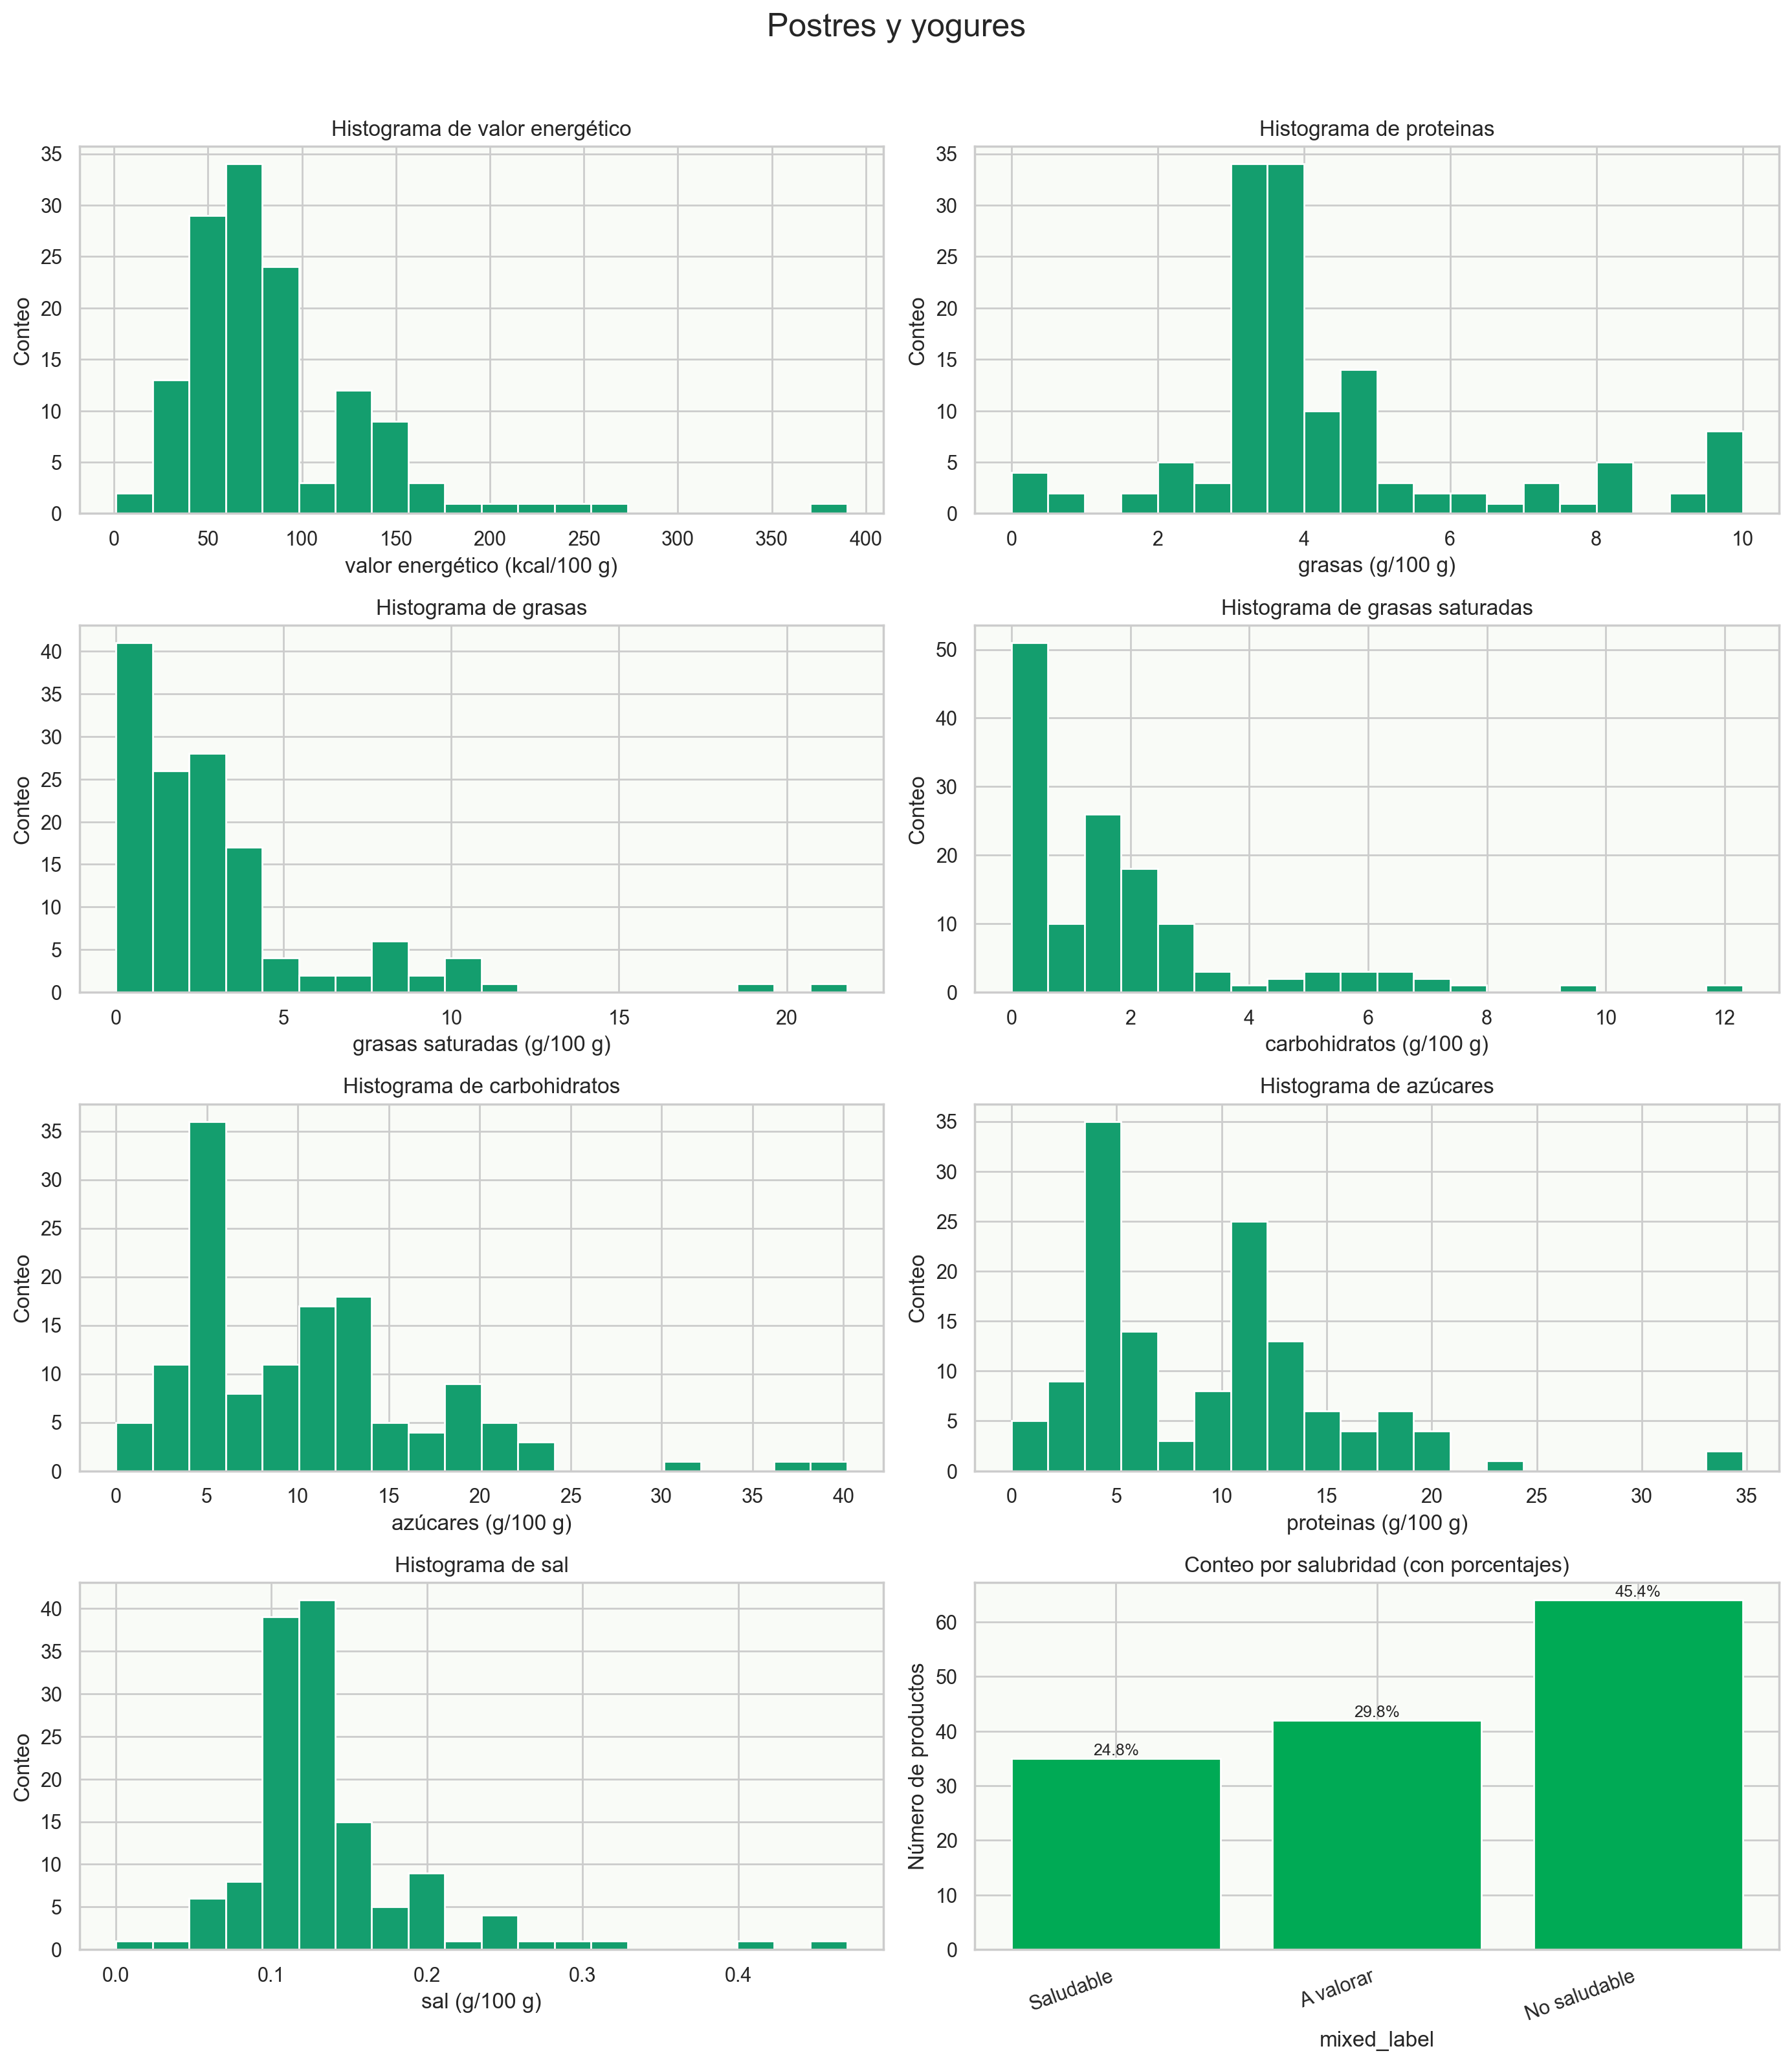 Postres y yogures
Histograma de valor energético
Conteo
35
30
25
20
15
10
5
0
0 50 100 150 200 250 300 350 400
valor energético (kcal/100 g)
Histograma de proteinas
Conteo
35
30
25
20
15
10
5
0
0 2 4 6 8 10
grasas (g/100 g)
Histograma de grasas
Conteo
40
35
30
25
20
15
10
5
0
0 5 10 15 20
grasas saturadas (g/100 g)
Histograma de grasas saturadas
Conteo
50
40
30
20
10
0
0 2 4 6 8 10 12
carbohidratos (g/100 g)
Histograma de carbohidratos
Conteo
35
30
25
20
15
10
5
0
0 5 10 15 20 25 30 35 40
azúcares (g/100 g)
Histograma de azúcares
Conteo
35
30
25
20
15
10
5
0
0 5 10 15 20 25 30 35
proteinas (g/100 g)
Histograma de sal
Conteo
40
35
30
25
20
15
10
5
0
0.0 0.1 0.2 0.3 0.4
sal (g/100 g)
Conteo por salubridad (con porcentajes)
Número de productos
60
50
40
30
20
10
0
24.8%
29.8%
45.4%
Saludable A valorar No saludable
mixed_label